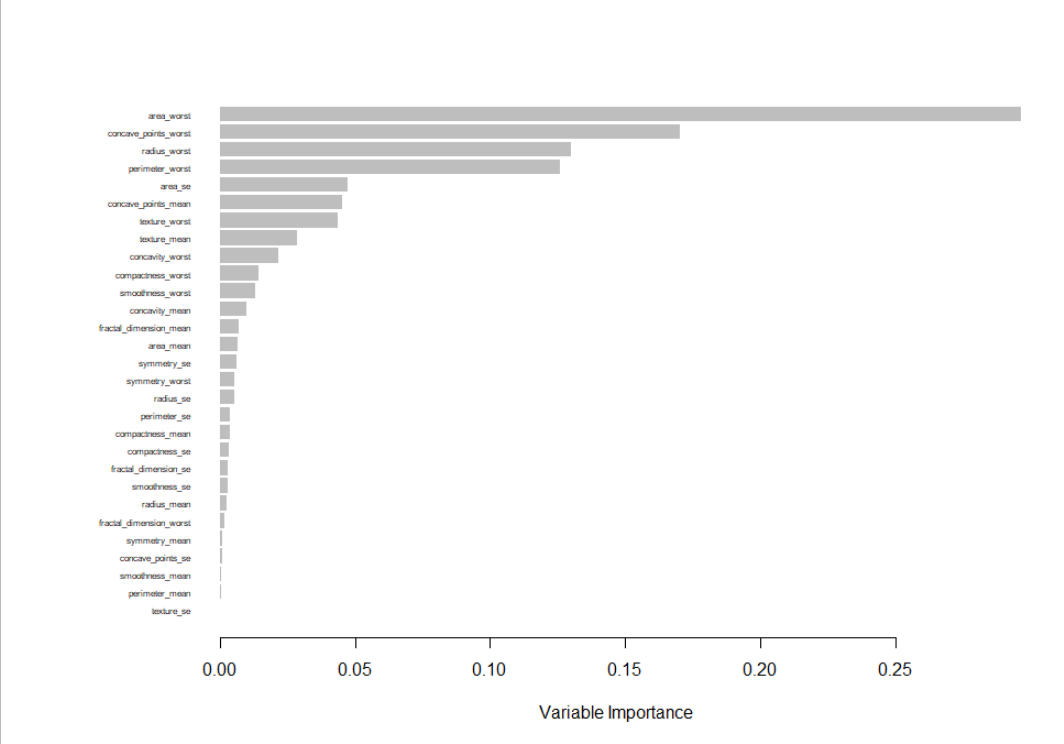 area_worst
concave_points_worst
radius_worst
perimeter_worst
area_se
concave_points_mean
texture_worst
texture_mean
concavity_worst
compactness_worst
smoothness_worst
concavity_mean
fractal_dimension_mean
area_mean
symmetry_se
symmetry_worst
radius_se
perimeter_se
compactness_mean
compactness_se
fractal_dimension_se
smoothness_se
radius_mean
fractal_dimension_worst
symmetry_mean
concave_points_se
smoothness_mean
perimeter_mean
texture_se
0.00 0.05 0.10 0.15 0.20 0.25
Variable Importance